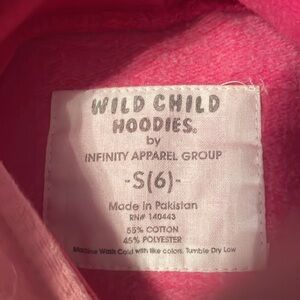 WILD CHILD
HOODIES.
by
INFINITY APPAREL GROUP
-S(6)-
Made in Pakistan
RN# 140443
55% COTTON
45% POLYESTER
Machine Wash Cold with like colors. Tumble Dry Low